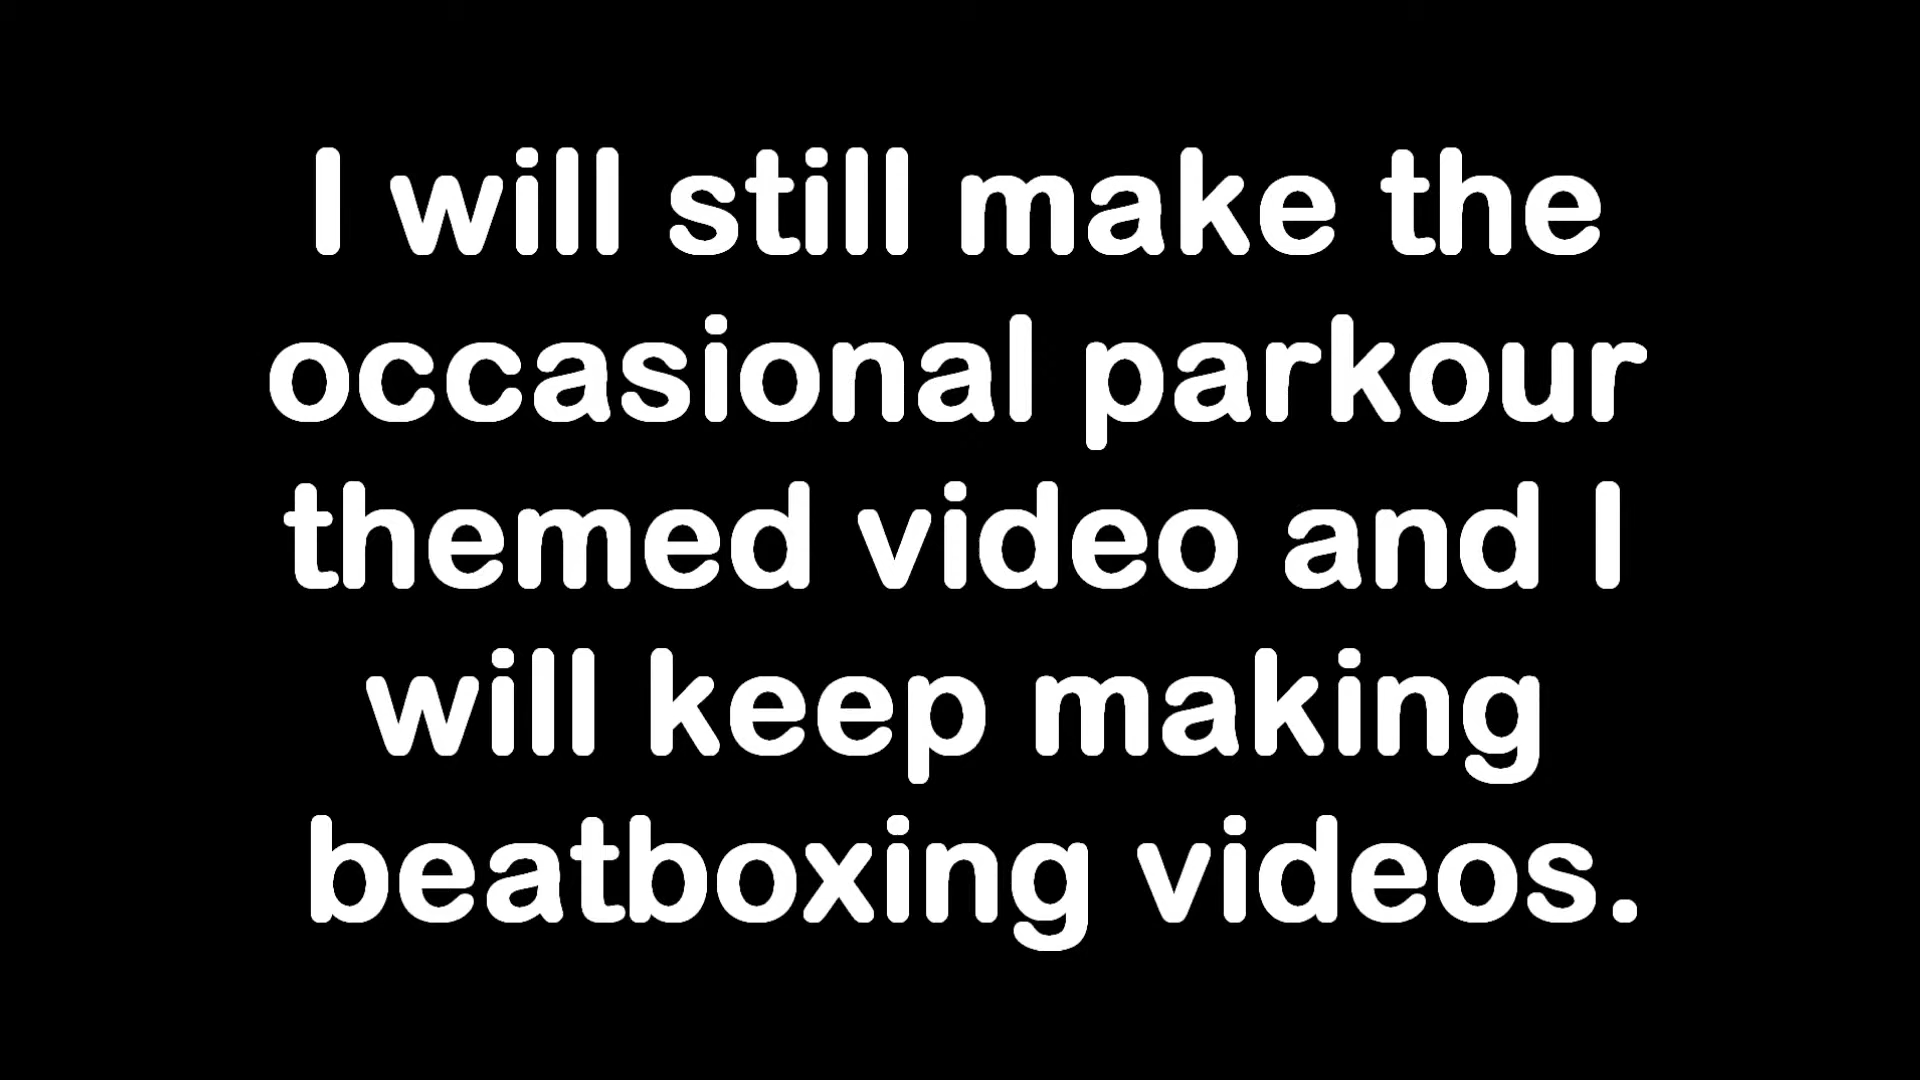 I will still make the
occasional parkour
themed video and I
will keep making
beatboxing videos.